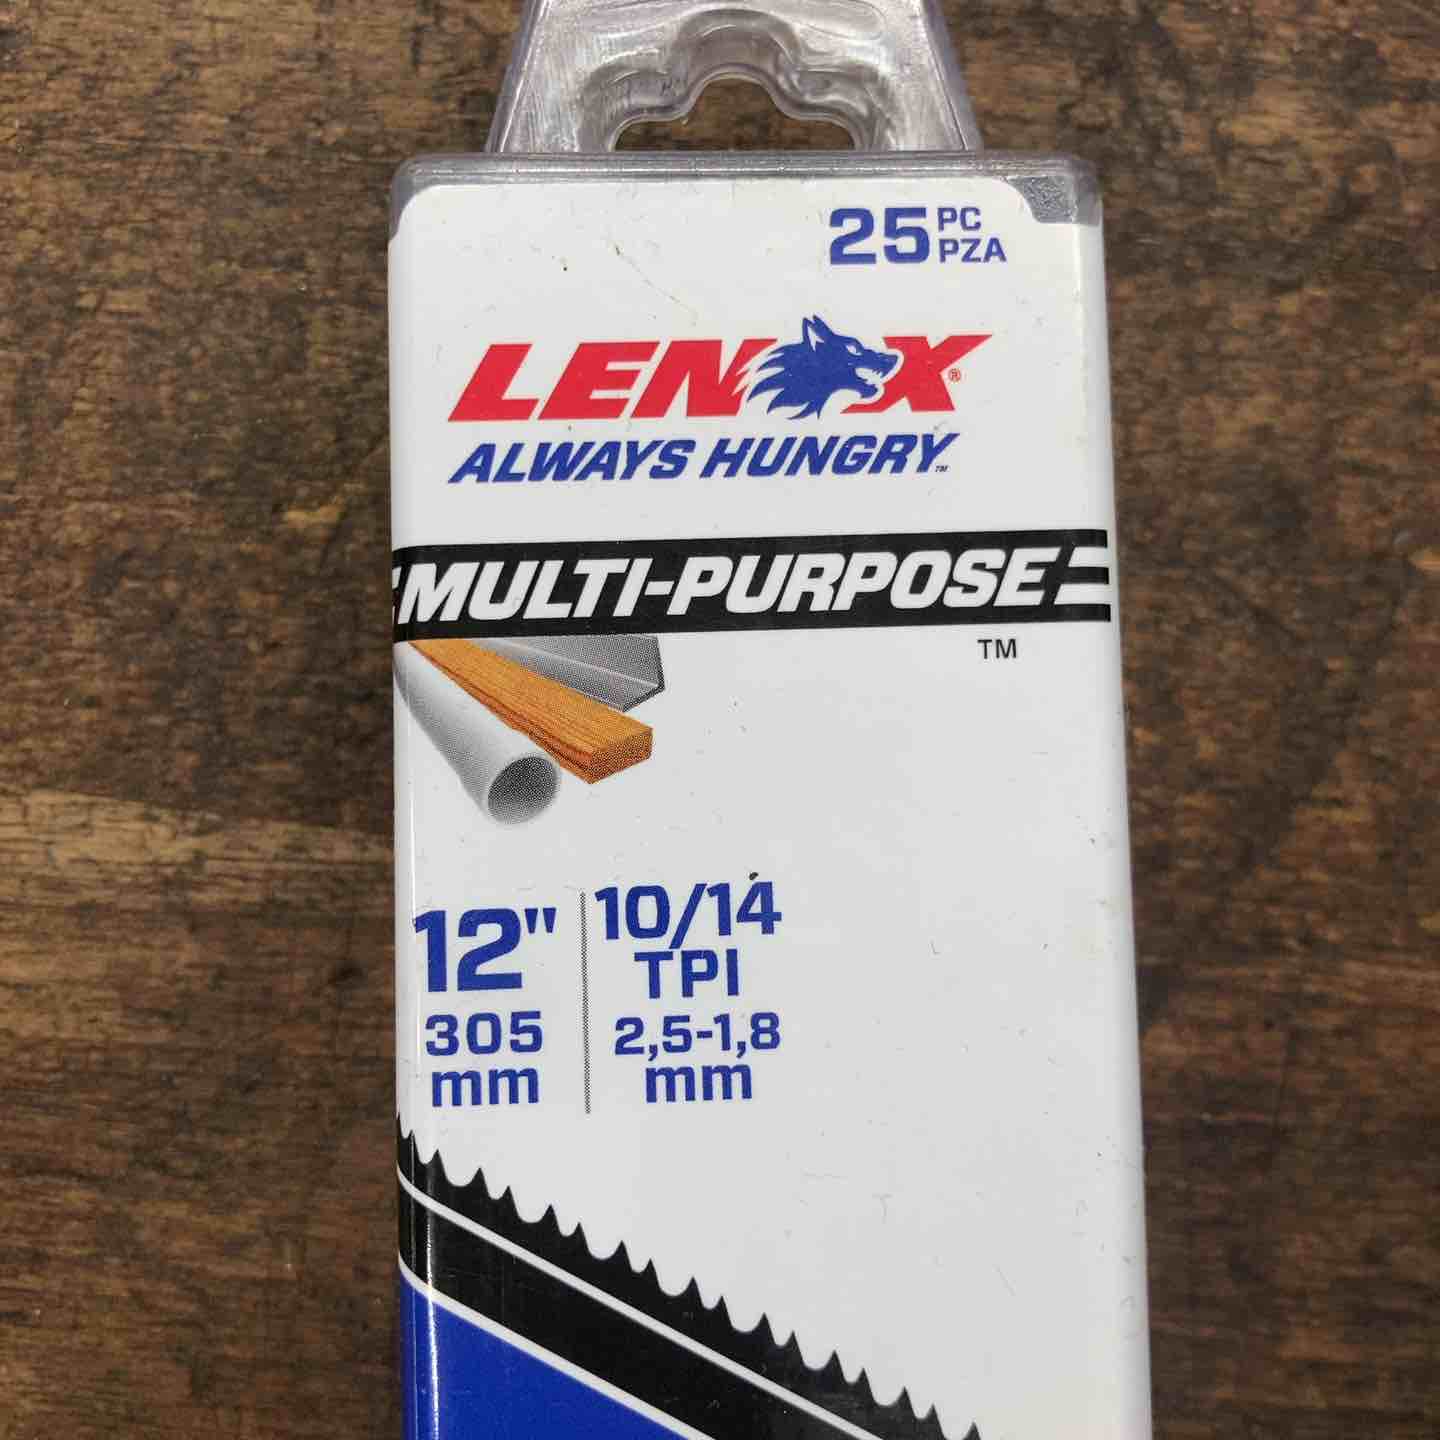 25 PC
PZA
LENOX®
ALWAYS HUNGRY™
MULTI-PURPOSE
TM
12"
305
mm
10/14
TPI
2,5-1,8
mm